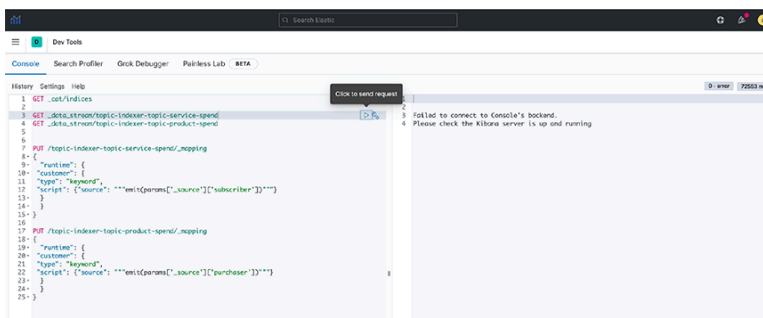 Search Elastic
D Dev Tools
Console Search Profiler Grok Debugger Painless Lab BETA
History Settings Help
Click to send request
0 - error 72553
1 GET _cat/indices
2
3 GET _data_stream/topic-indexer-topic-service-spend
4 GET _data_stream/topic-indexer-topic-product-spend
5
6
7 PUT /topic-indexer-topic-service-spend/_mapping
8 {
9 "runtime": {
10 "customer": {
11 "type": "keyword",
12 "script": {"source": """emit(params['_source']['subscriber'])"""}
13 }
14 }
15 }
16
17 PUT /topic-indexer-topic-product-spend/_mapping
18 {
19 "runtime": {
20 "customer": {
21 "type": "keyword",
22 "script": {"source": """emit(params['_source']['purchaser'])"""}
23 }
24 }
25 }
1
3 Failed to connect to Console's backend.
4 Please check the Kibana server is up and running